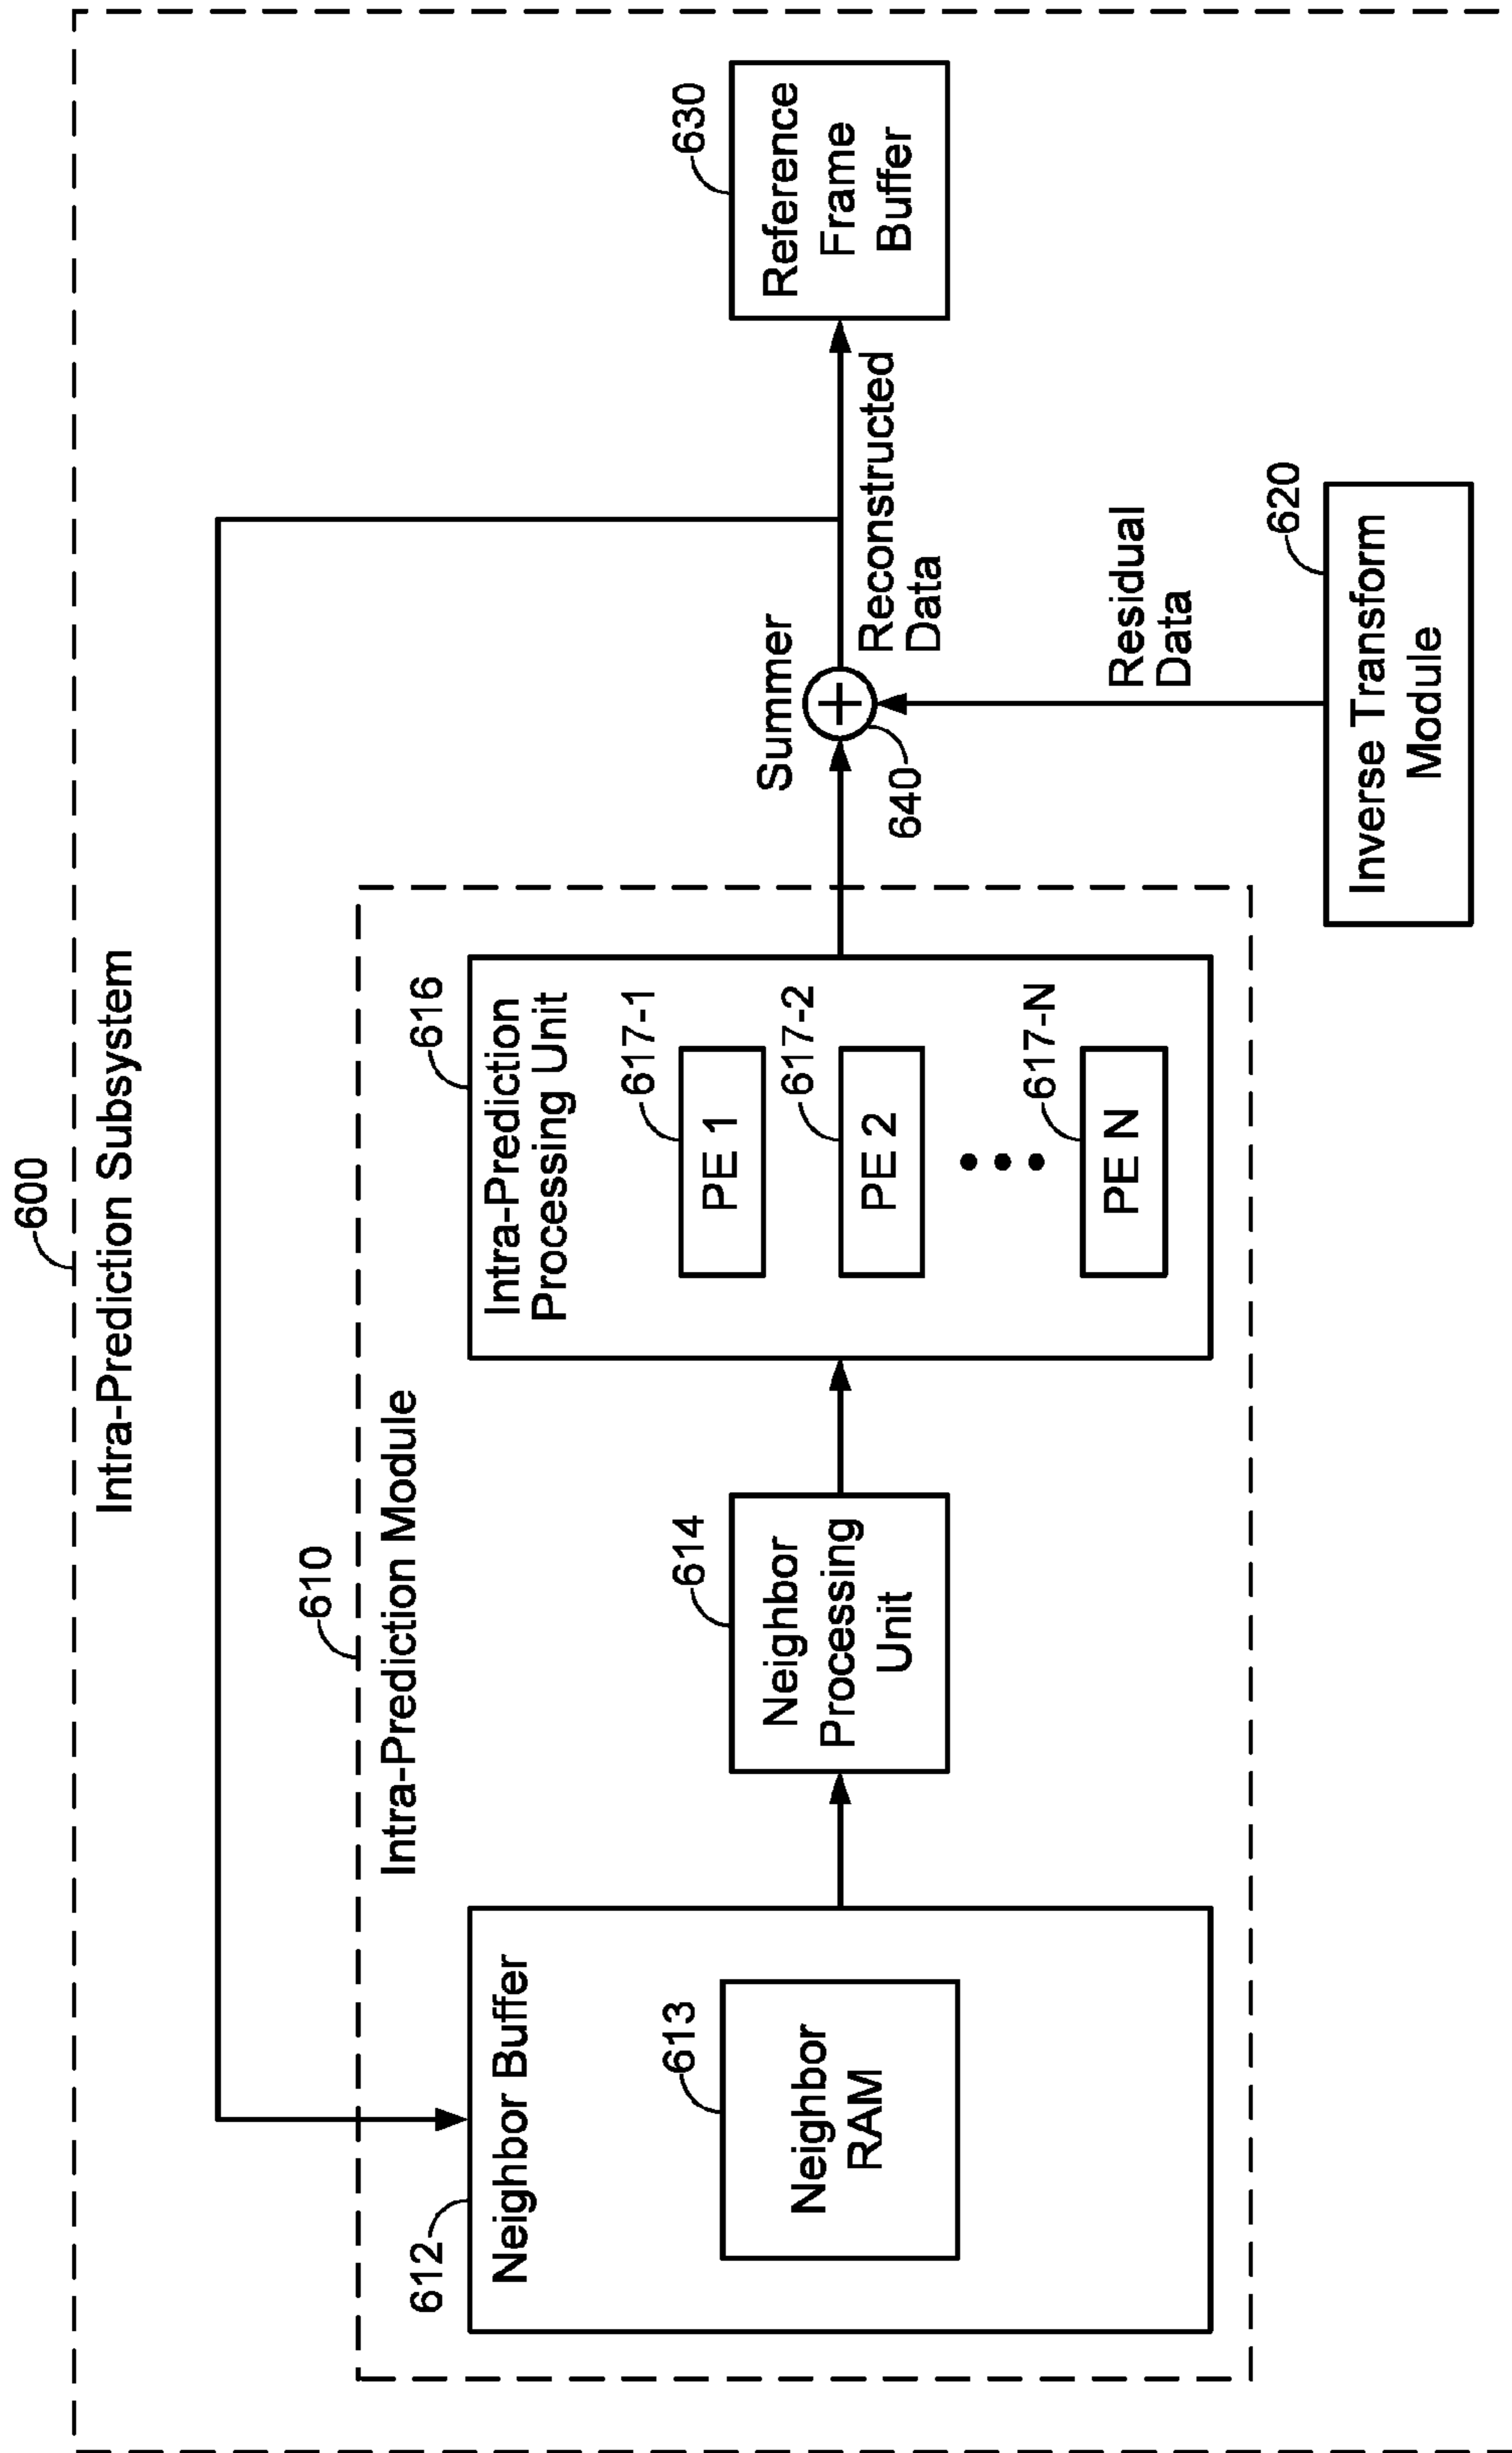 600
Intra-Prediction Subsystem
610
Intra-Prediction Module
612
Neighbor Buffer
613
Neighbor
RAM
614
Neighbor
Processing
Unit
616
Intra-Prediction
Processing Unit
617-1
PE 1
617-2
PE 2
617-N
PE N
Summer
640
Reconstructed
Data
Residual
Data
630
Reference
Frame
Buffer
620
Inverse Transform
Module